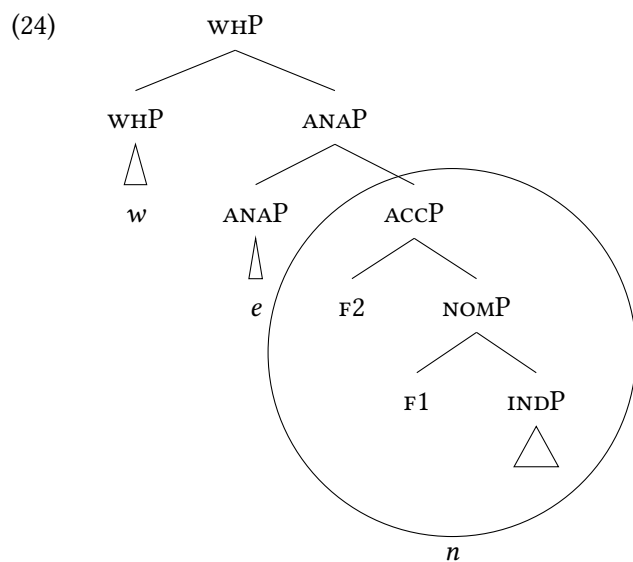 (24) WHP
WHP ANAP
w ANAP ACCP
e F2 NOMP
F1 INDP
n